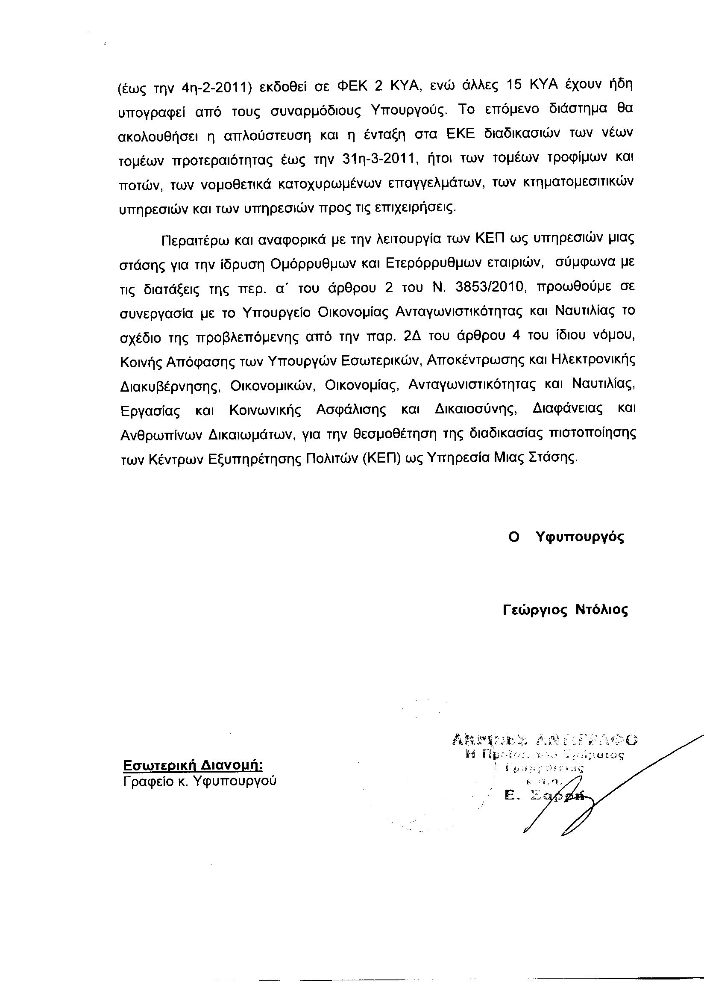 (έως την 4η-2-2011) εκδοθεί σε ΦΕΚ 2 ΚΥΑ, ενώ άλλες 15 ΚΥΑ έχουν ήδη
υπογραφεί από τους συναρμόδιους Υπουργούς. Το επόμενο διάστημα θα
ακολουθήσει η απλούστευση και η ένταξη στα ΕΚΕ διαδικασιών των νέων
τομέων προτεραιότητας έως την 31η-3-2011, ήτοι των τομέων τροφίμων και
ποτών, των νομοθετικά κατοχυρωμένων επαγγελμάτων, των κτηματομεσιτικών
υπηρεσιών και των υπηρεσιών προς τις επιχειρήσεις.
Περαιτέρω και αναφορικά με την λειτουργία των ΚΕΠ ως υπηρεσιών μιας
στάσης για την ίδρυση Ομόρρυθμων και Ετερόρρυθμων εταιριών, σύμφωνα με
τις διατάξεις της περ. α΄ του άρθρου 2 του Ν. 3853/2010, προωθούμε σε
συνεργασία με το Υπουργείο Οικονομίας Ανταγωνιστικότητας και Ναυτιλίας το
σχέδιο της προβλεπόμενης από την παρ. 2Δ του άρθρου 4 του ίδιου νόμου,
Κοινής Απόφασης των Υπουργών Εσωτερικών, Αποκέντρωσης και Ηλεκτρονικής
Διακυβέρνησης, Οικονομικών, Οικονομίας, Ανταγωνιστικότητας και Ναυτιλίας,
Εργασίας και Κοινωνικής Ασφάλισης και Δικαιοσύνης, Διαφάνειας και
Ανθρωπίνων Δικαιωμάτων, για την θεσμοθέτηση της διαδικασίας πιστοποίησης
των Κέντρων Εξυπηρέτησης Πολιτών (ΚΕΠ) ως Υπηρεσία Μιας Στάσης.
Ο Υφυπουργός
Γεώργιος Ντόλιος
ΑΚΡΙΒΕΣ ΑΝΤΙΓΡΑΦΟ
Η Προϊστ. του Τμήματος
Γραμματείας
κ.α.α.
Ε. Σαρρή
Εσωτερική Διανομή:
Γραφείο κ. Υφυπουργού